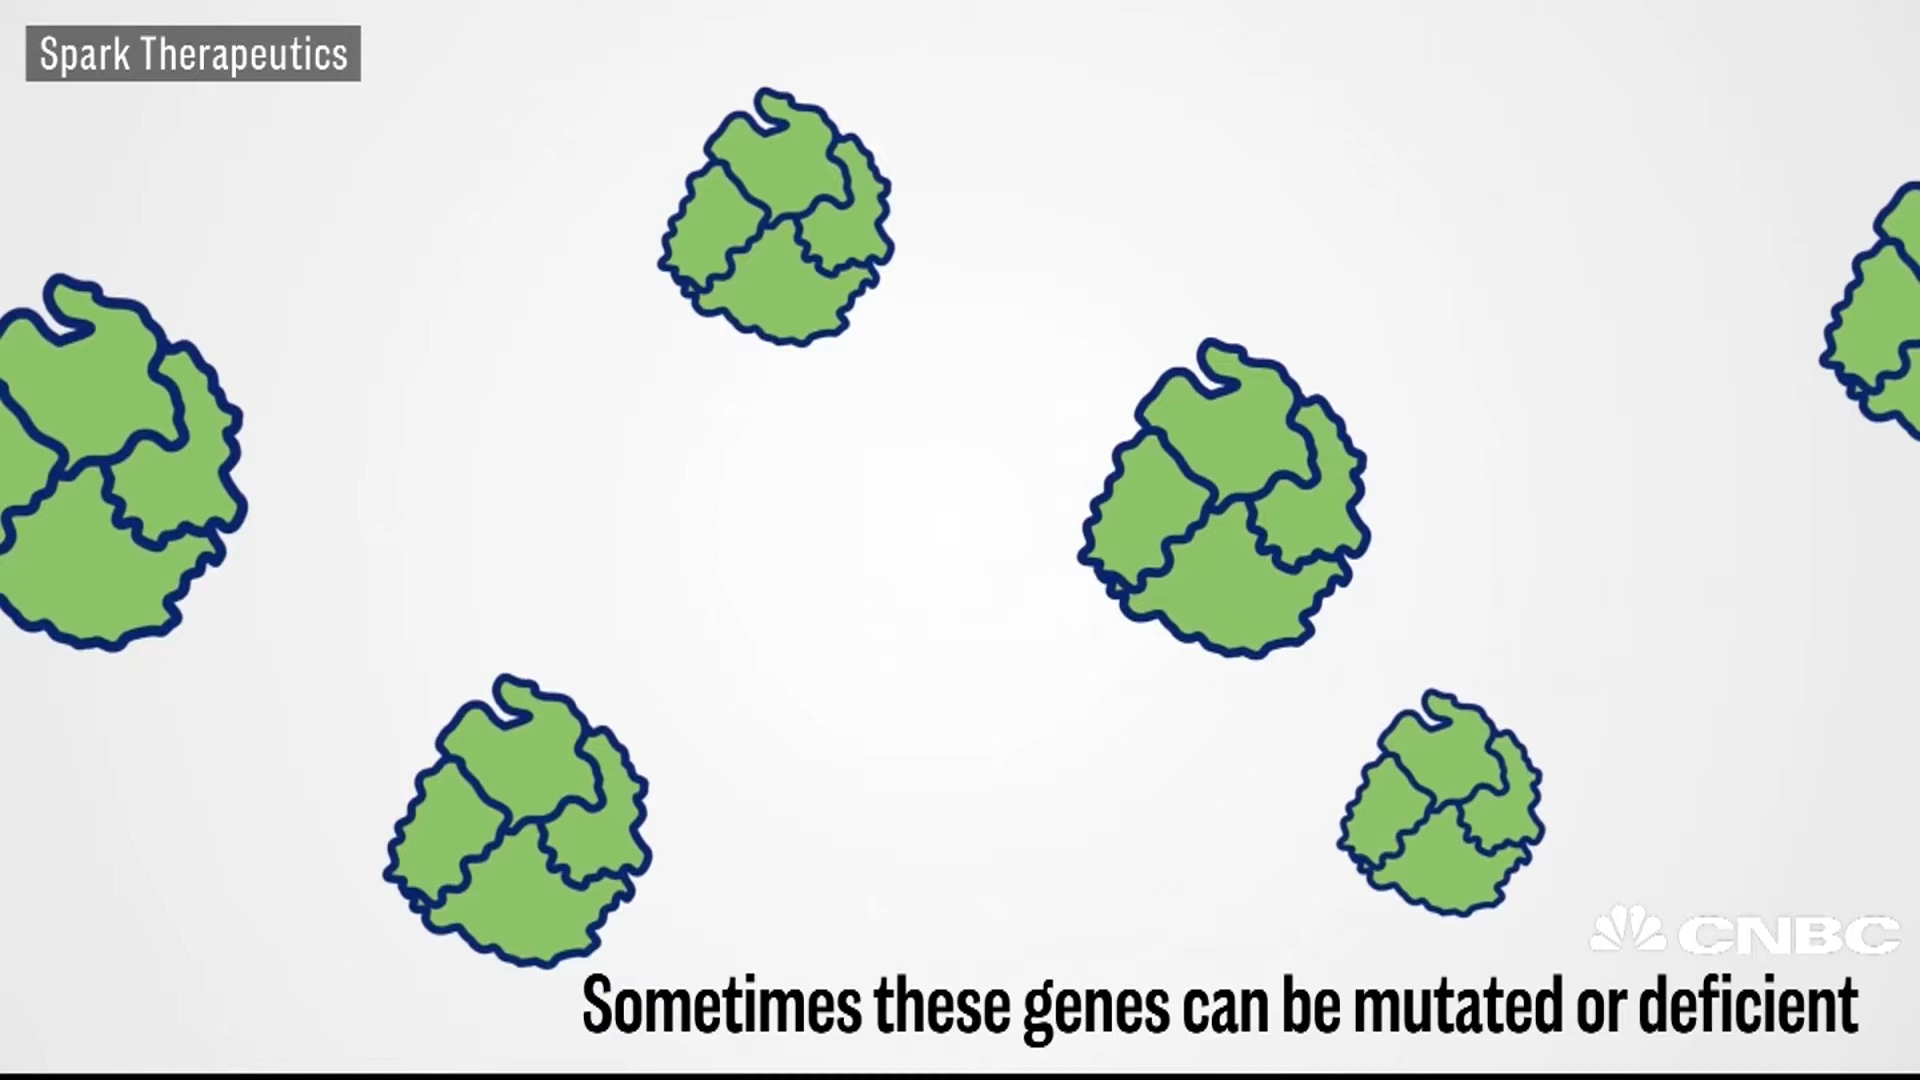 Spark Therapeutics
CNBC
Sometimes these genes can be mutated or deficient